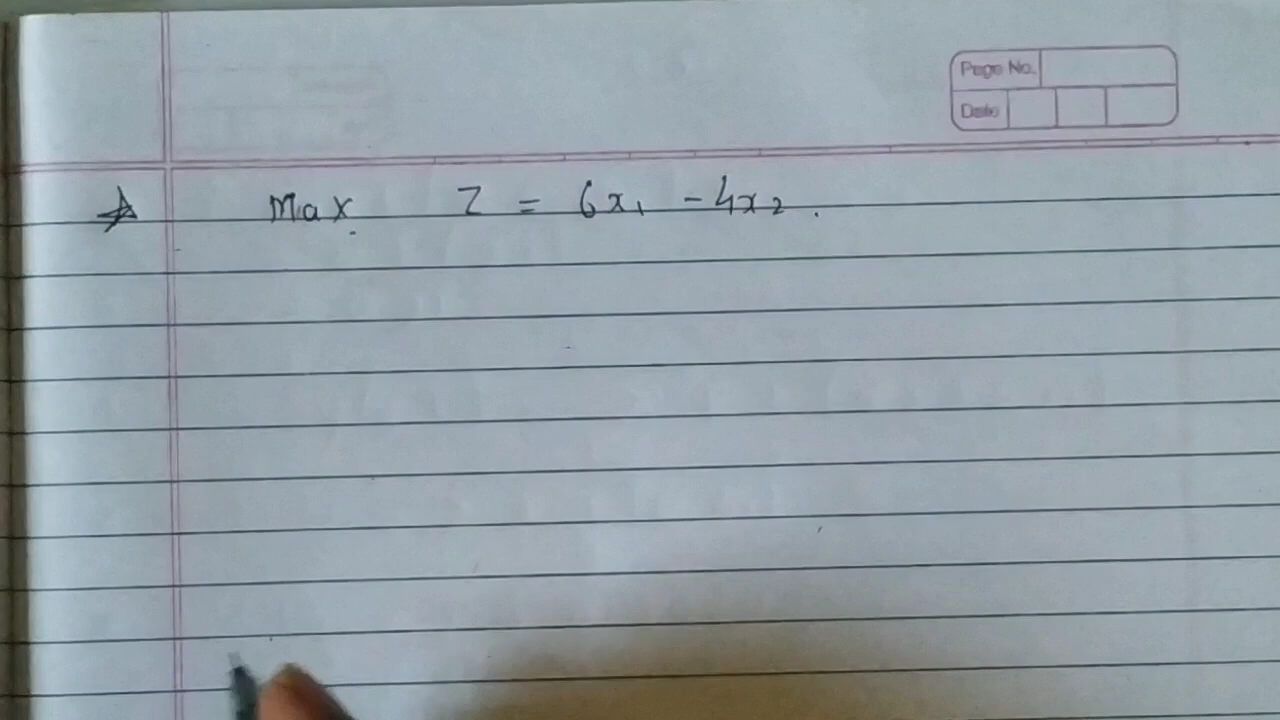 Page No.
Date
Max Z = 6x₁ - 4x₂.